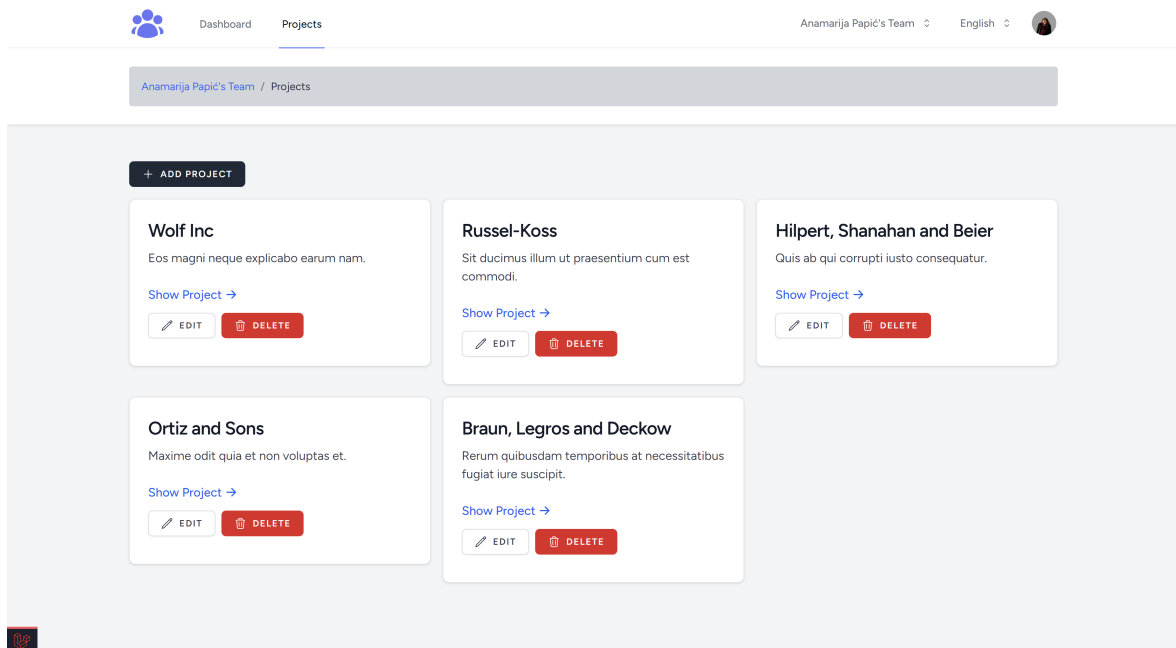 Dashboard
Projects
Anamarija Papić's Team
English
Anamarija Papić's Team / Projects
+ ADD PROJECT
Wolf Inc
Eos magni neque explicabo earum nam.
Show Project →
EDIT
DELETE
Russel-Koss
Sit ducimus illum ut praesentium cum est
commodi.
Show Project →
EDIT
DELETE
Hilpert, Shanahan and Beier
Quis ab qui corrupti iusto consequatur.
Show Project →
EDIT
DELETE
Ortiz and Sons
Maxime odit quia et non voluptas et.
Show Project →
EDIT
DELETE
Braun, Legros and Deckow
Rerum quibusdam temporibus at necessitatibus
fugiat iure suscipit.
Show Project →
EDIT
DELETE